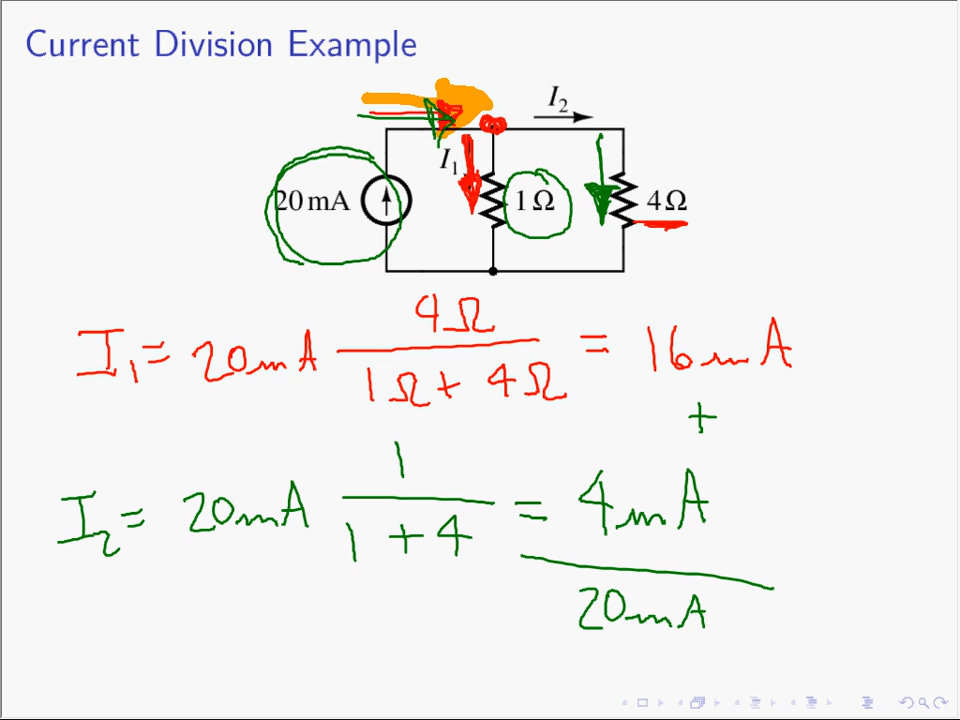 Current Division Example
I₂
I₁
20 mA
1 Ω
4 Ω
I₁ = 20mA 4Ω / (1Ω + 4Ω) = 16mA
+
I₂ = 20mA 1 / (1 + 4) = 4mA
20mA